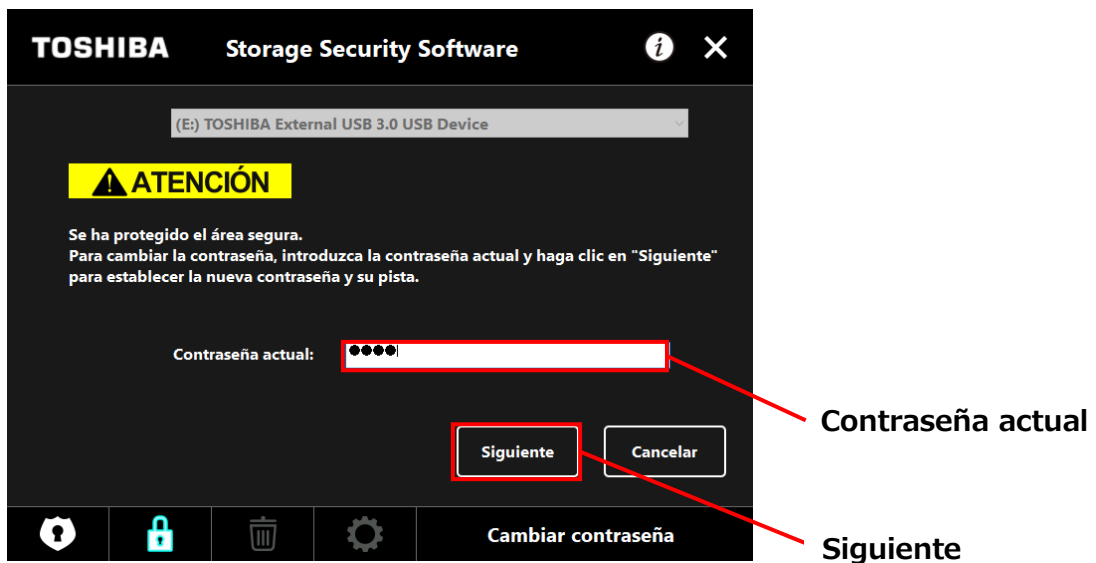 TOSHIBA Storage Security Software
(E:) TOSHIBA External USB 3.0 USB Device
ATENCIÓN
Se ha protegido el área segura.
Para cambiar la contraseña, introduzca la contraseña actual y haga clic en "Siguiente"
para establecer la nueva contraseña y su pista.
Contraseña actual: ●●●●
Contraseña actual
Siguiente Cancelar
Cambiar contraseña
Siguiente